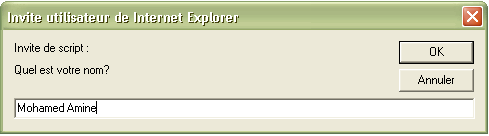 Invite utilisateur de Internet Explorer
Invite de script :
OK
Quel est votre nom?
Annuler
Mohamed Amine